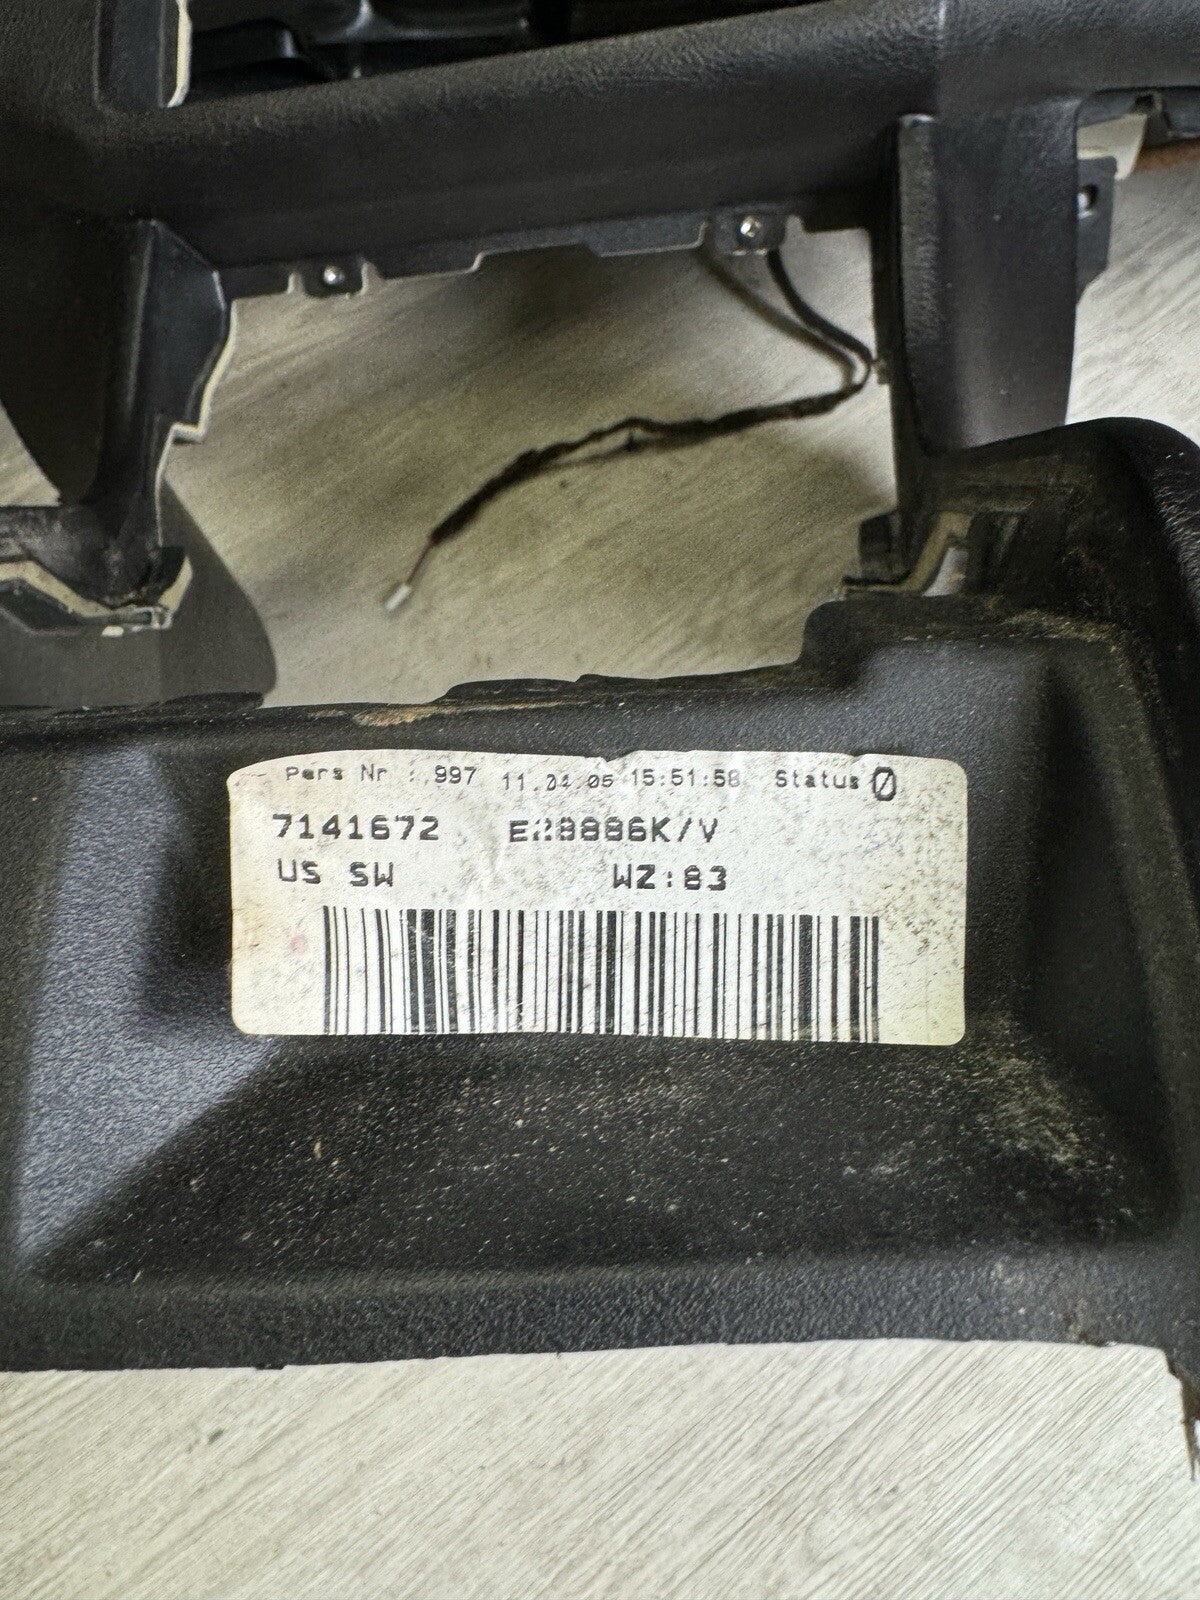 Pers Nr :.997 11.04.05 15:51:58 Status 0
7141672
US SW WZ:83